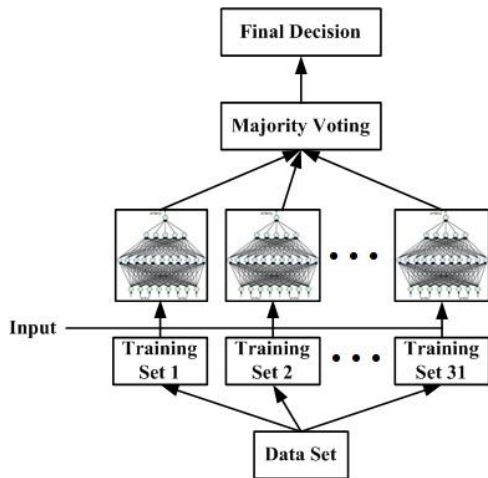 Final Decision
Majority Voting
Input
Training
Set 1
Training
Set 2
Training
Set 31
Data Set